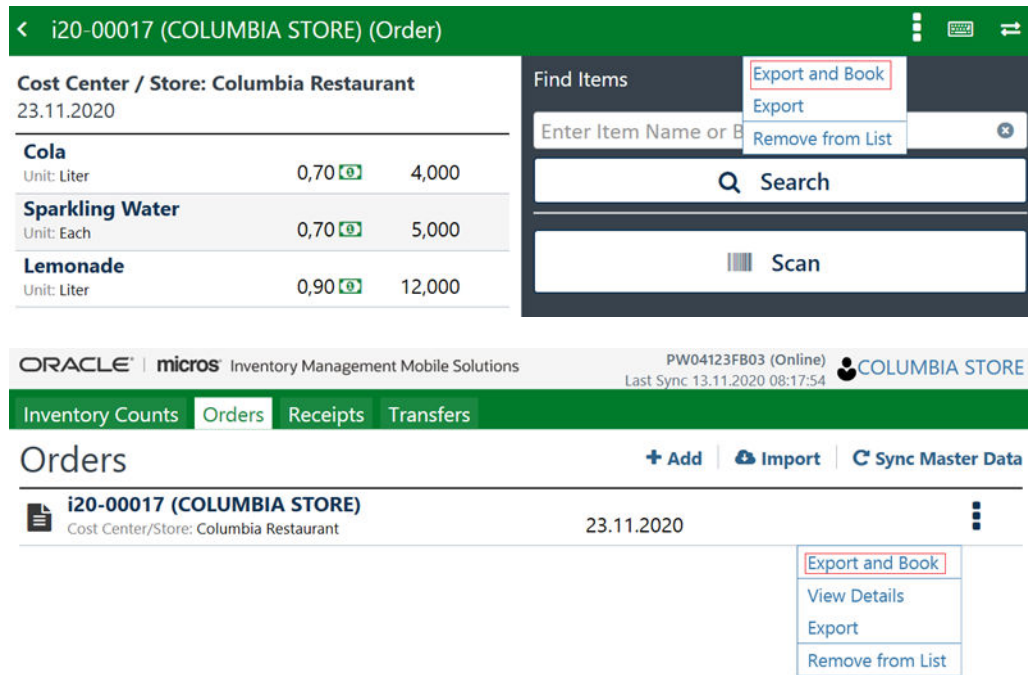 i20-00017 (COLUMBIA STORE) (Order)
Cost Center / Store: Columbia Restaurant
23.11.2020
Cola
Unit: Liter
0,70
4,000
Sparkling Water
Unit: Each
0,70
5,000
Lemonade
Unit: Liter
0,90
12,000
Find Items
Export and Book
Export
Remove from List
Enter Item Name or B
Search
Scan
ORACLE | micros Inventory Management Mobile Solutions
PW04123FB03 (Online)
Last Sync 13.11.2020 08:17:54
COLUMBIA STORE
Inventory Counts Orders Receipts Transfers
Orders
Add Import Sync Master Data
i20-00017 (COLUMBIA STORE)
Cost Center/Store: Columbia Restaurant
23.11.2020
Export and Book
View Details
Export
Remove from List